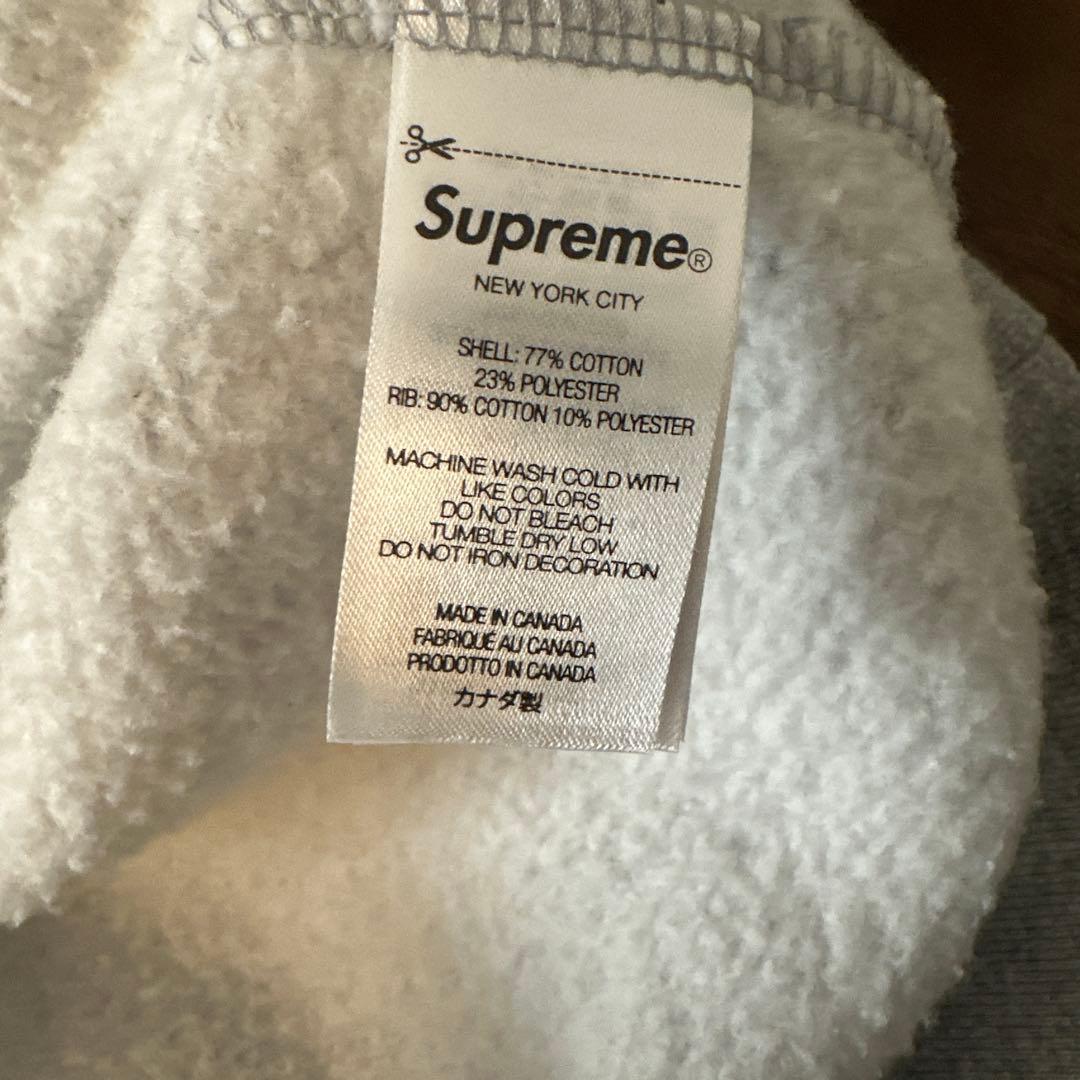 Supreme®
NEW YORK CITY
SHELL: 77% COTTON
23% POLYESTER
RIB: 90% COTTON 10% POLYESTER
MACHINE WASH COLD WITH
LIKE COLORS
DO NOT BLEACH
TUMBLE DRY LOW
DO NOT IRON DECORATION
MADE IN CANADA
FABRIQUÉ AU CANADA
PRODOTTO IN CANADA
カナダ製